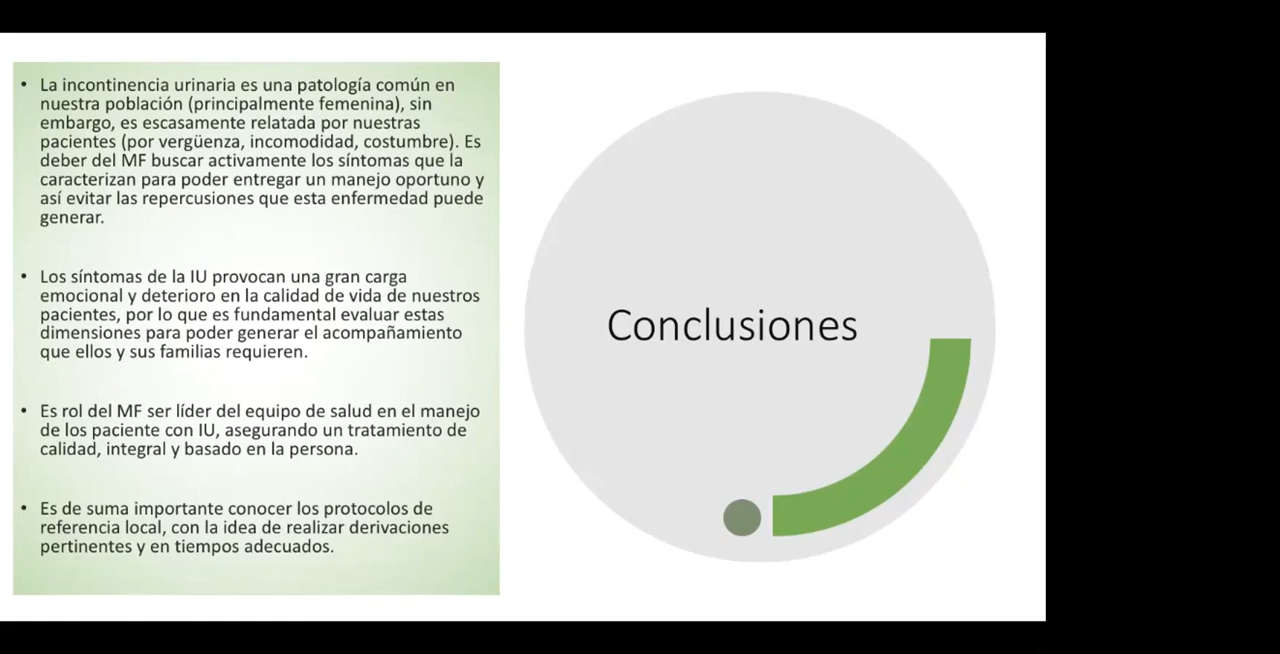 • La incontinencia urinaria es una patología común en
nuestra población (principalmente femenina), sin
embargo, es escasamente relatada por nuestras
pacientes (por vergüenza, incomodidad, costumbre). Es
deber del MF buscar activamente los síntomas que la
caracterizan para poder entregar un manejo oportuno y
así evitar las repercusiones que esta enfermedad puede
generar.
• Los síntomas de la IU provocan una gran carga
emocional y deterioro en la calidad de vida de nuestros
pacientes, por lo que es fundamental evaluar estas
dimensiones para poder generar el acompañamiento
que ellos y sus familias requieren.
• Es rol del MF ser líder del equipo de salud en el manejo
de los paciente con IU, asegurando un tratamiento de
calidad, integral y basado en la persona.
• Es de suma importante conocer los protocolos de
referencia local, con la idea de realizar derivaciones
pertinentes y en tiempos adecuados.
Conclusiones